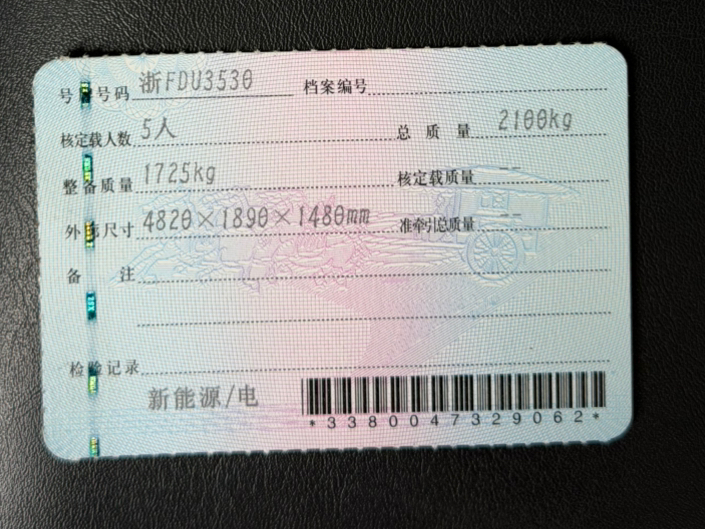 号牌号码 浙FDU3530 档案编号
核定载人数 5人 总质量 2100kg
整备质量 1725kg 核定载质量 --
外形尺寸 4820×1890×1480mm 准牵引总质量 --
备注
检验记录
新能源/电
*3380047329062*